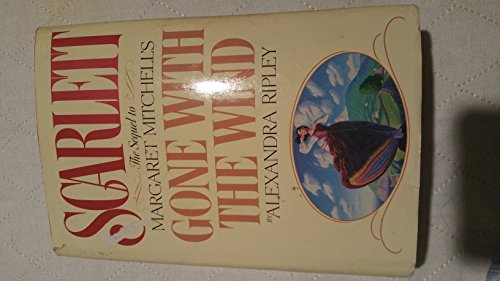 SCARLETT
The Sequel to
MARGARET MITCHELL'S
GONE WITH
THE WIND
BY ALEXANDRA RIPLEY